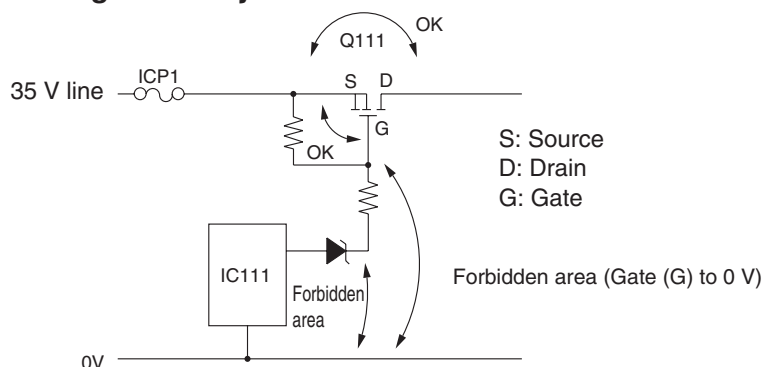 OK
Q111
ICP1
35 V line
S D
G
OK
S: Source
D: Drain
G: Gate
IC111
Forbidden
area
Forbidden area (Gate (G) to 0 V)
0V